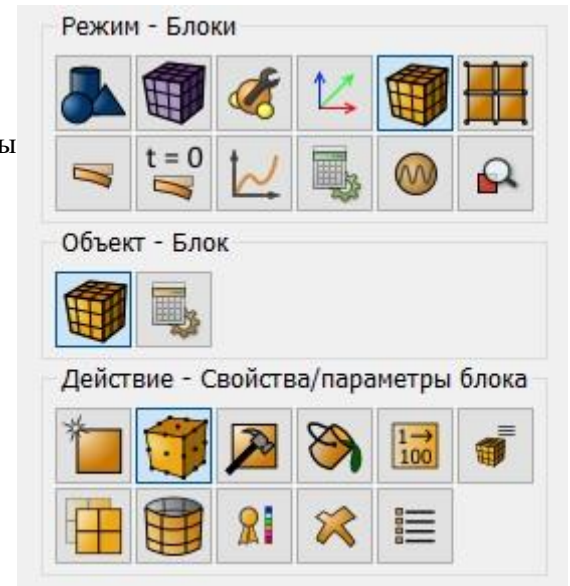 Режим - Блоки
ы
t = 0
Объект - Блок
Действие - Свойства/параметры блока
1→
100